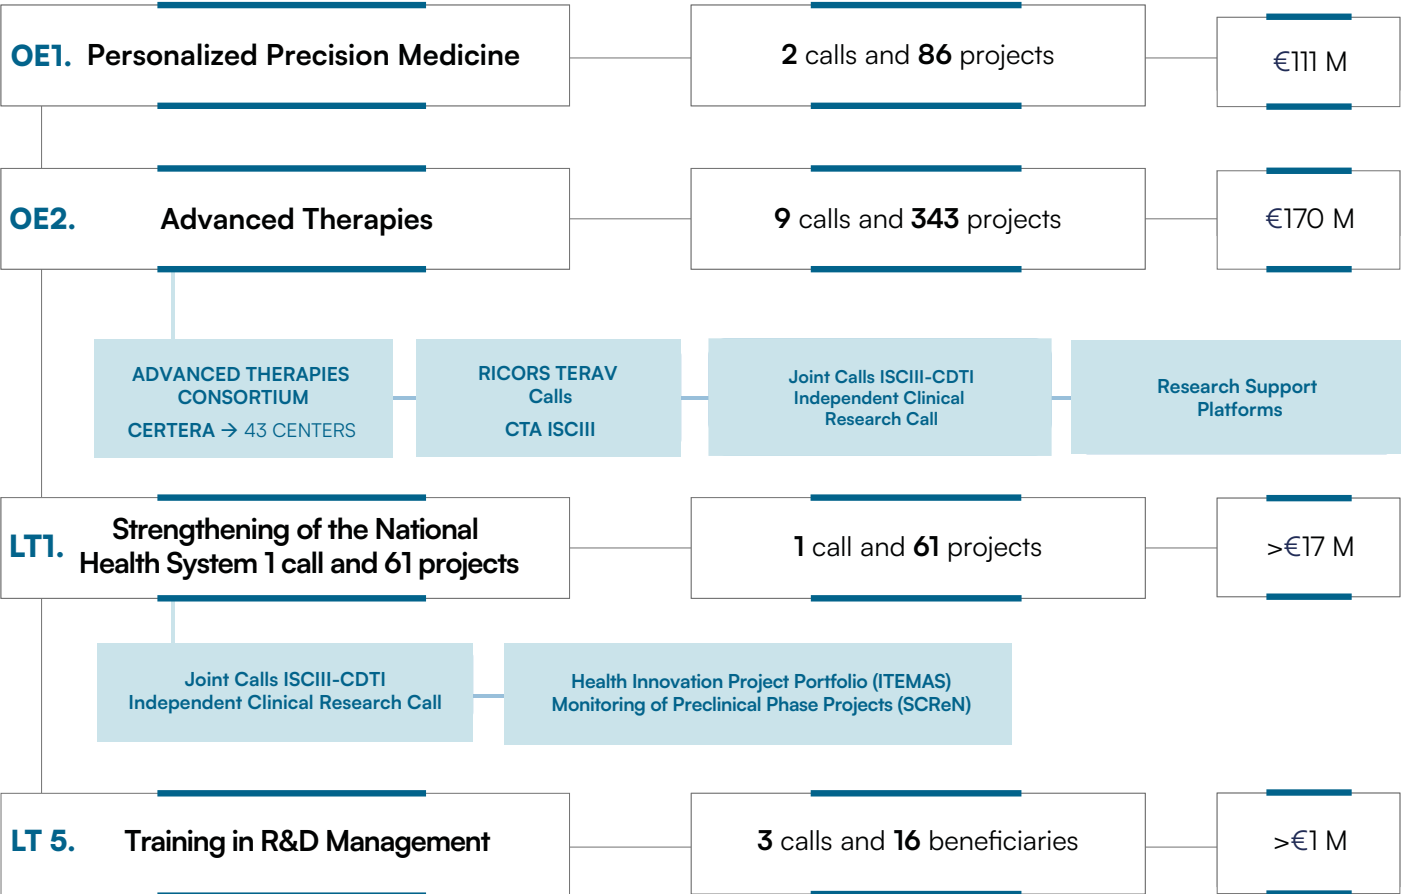 OE1. Personalized Precision Medicine
2 calls and 86 projects
€111 M
OE2. Advanced Therapies
9 calls and 343 projects
€170 M
ADVANCED THERAPIES
CONSORTIUM
CERTERA → 43 CENTERS
RICORS TERAV
Calls
CTA ISCIII
Joint Calls ISCIII-CDTI
Independent Clinical
Research Call
Research Support
Platforms
LT1. Strengthening of the National
Health System 1 call and 61 projects
1 call and 61 projects
>€17 M
Joint Calls ISCIII-CDTI
Independent Clinical Research Call
Health Innovation Project Portfolio (ITEMAS)
Monitoring of Preclinical Phase Projects (SCReN)
LT 5. Training in R&D Management
3 calls and 16 beneficiaries
>€1 M